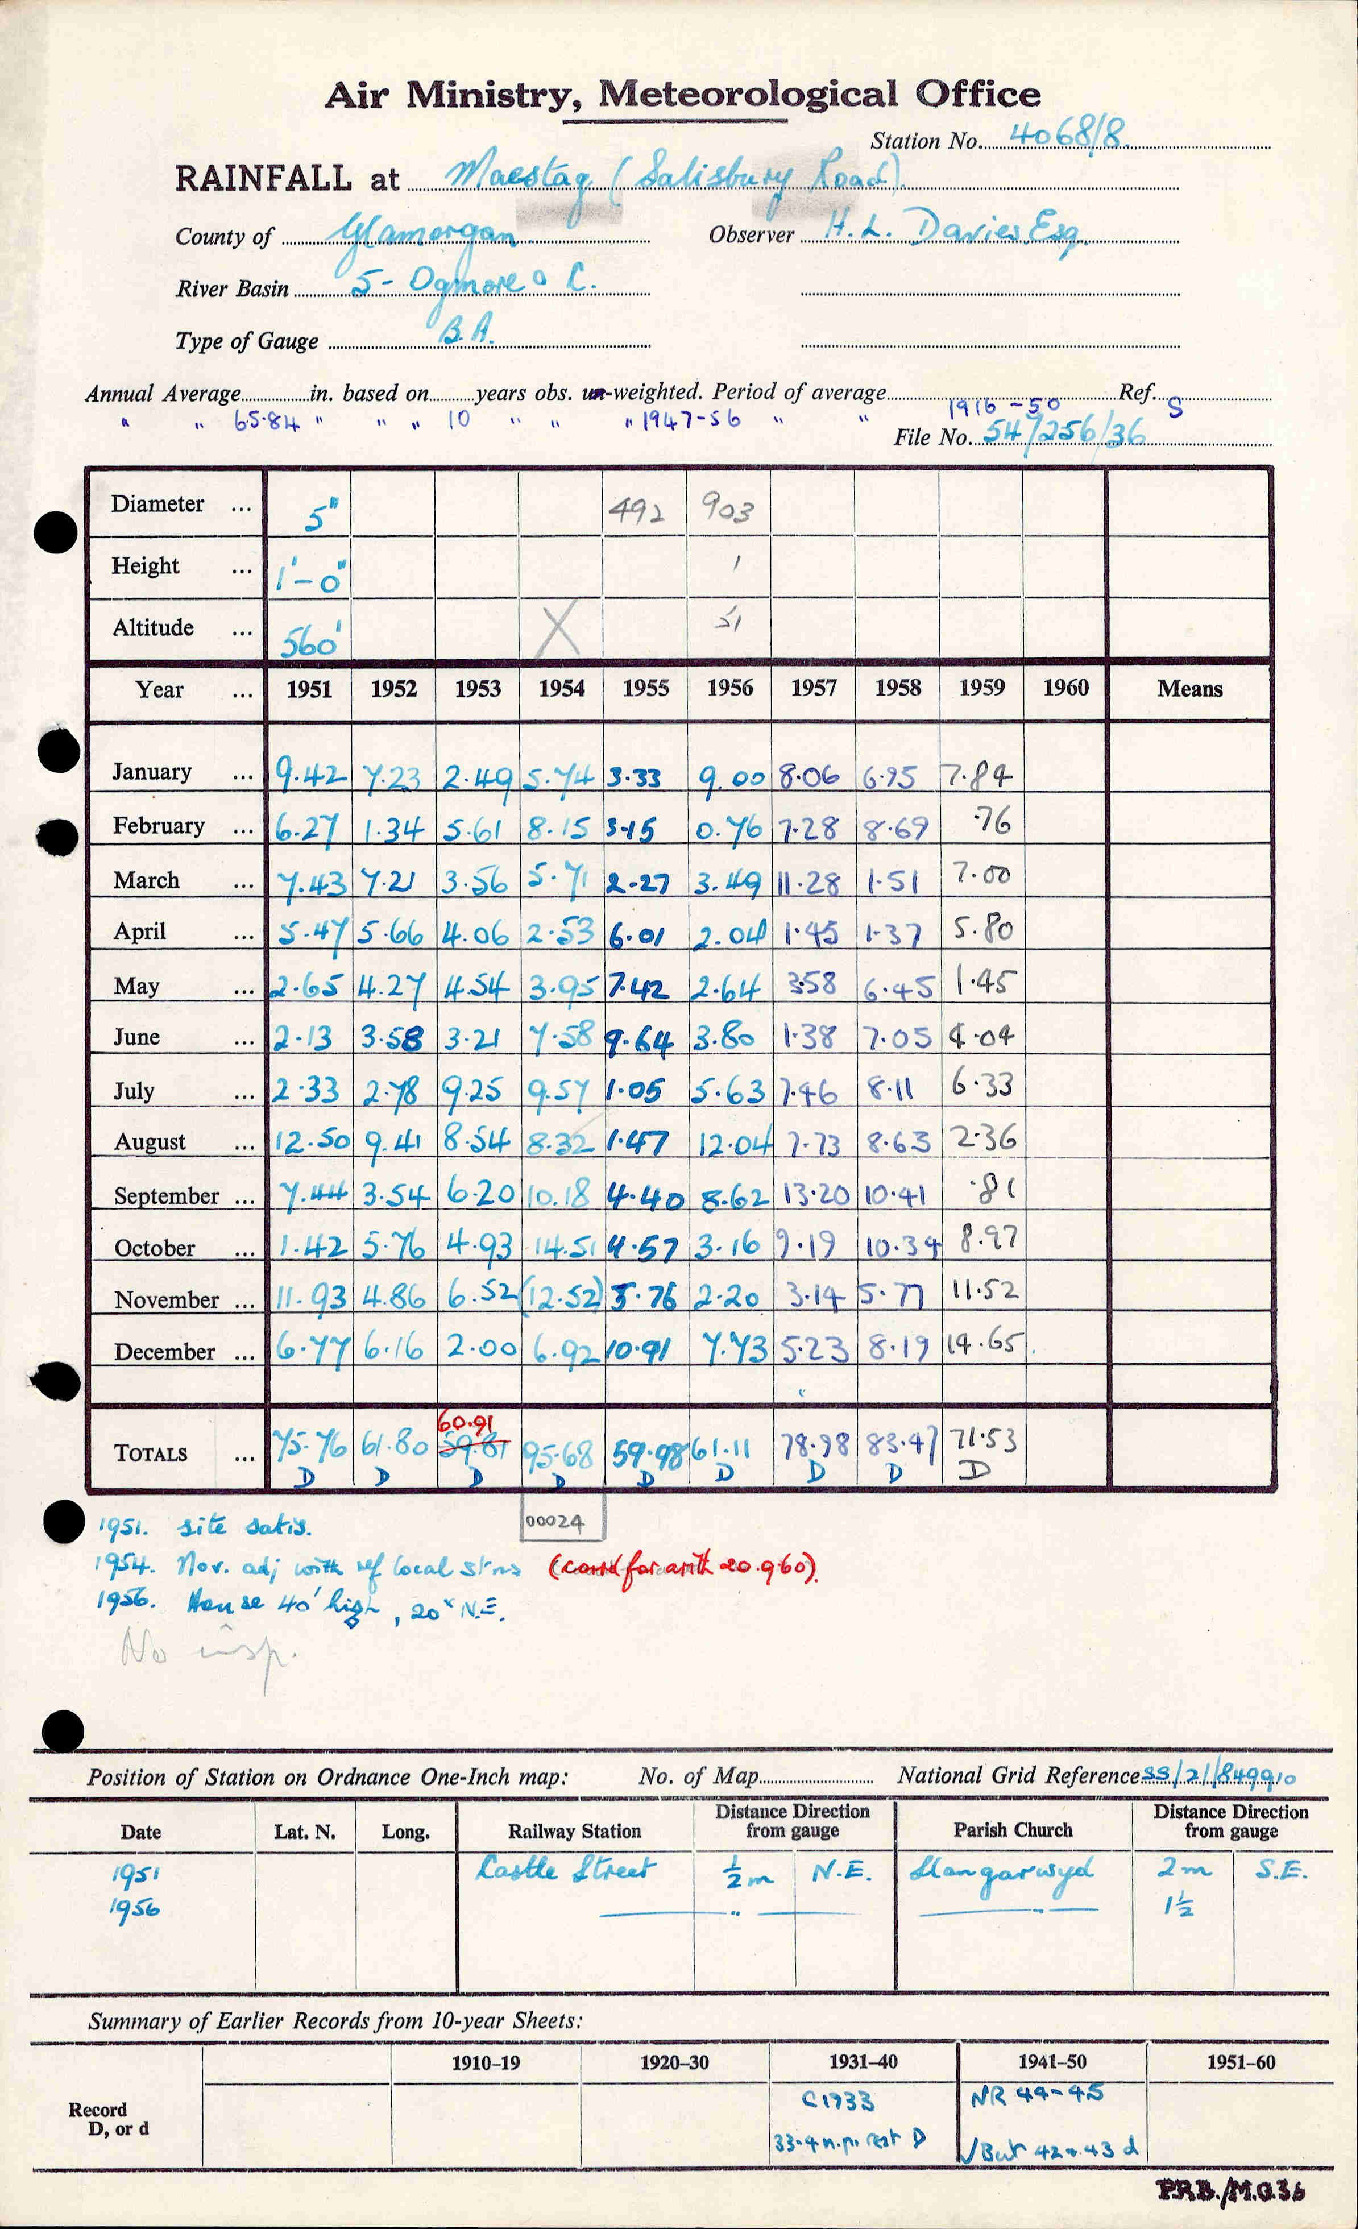 Air Ministry, Meteorological Office
Station No. 4068/8
RAINFALL at Maesteg (Salisbury Road).
County of Glamorgan Observer H. L. Davies, Esq.
River Basin 5- Ogmore & C.
Type of Gauge B.A.
Annual Average in. based on years obs. un-weighted. Period of average 1916-50 Ref. S
" " 65.84 " " " 10 " " " 1947-56 " "
File No. 547256/36
Diameter ... 5" 492 903
Height ... 1'-0" 1
Altitude ... 560' X 51
Year ... 1951 1952 1953 1954 1955 1956 1957 1958 1959 1960 Means
January ... 9.42 7.23 2.49 5.74 3.33 9.00 8.06 6.95 7.84
February ... 6.27 1.34 5.61 8.15 3.15 0.76 7.28 8.69 .76
March ... 7.43 7.21 3.56 5.71 2.27 3.49 11.28 1.51 7.00
April ... 5.47 5.66 4.06 2.53 6.01 2.04 1.45 1.37 5.80
May ... 2.65 4.27 4.54 3.95 7.42 2.64 3.58 6.45 1.45
June ... 2.13 3.58 3.21 7.58 9.64 3.80 1.38 7.05 4.04
July ... 2.33 2.78 9.25 9.57 1.05 5.63 7.46 8.11 6.33
August ... 12.50 9.41 8.54 8.32 1.47 12.04 7.73 8.63 2.36
September ... 7.44 3.54 6.20 10.18 4.40 8.62 13.20 10.41 .81
October ... 1.42 5.76 4.93 14.51 4.57 3.16 9.19 10.34 8.97
November ... 11.93 4.86 6.52 (12.52) 5.76 2.20 3.14 5.77 11.52
December ... 6.77 6.16 2.00 6.92 10.91 7.73 5.23 8.19 14.65
60.91
TOTALS ... 75.76 61.80 59.81 95.68 59.98 61.11 78.98 83.47 71.53
D D D D D D D D D
00024
1951. Site satis.
1954. Nov. adj with ref local stns (corrd for arith 20.9.60).
1956. House 40' high, 20x N.E.
No insp.
Position of Station on Ordnance One-Inch map: No. of Map National Grid Reference SS/21/849910
Date Lat. N. Long. Railway Station Distance Direction from gauge Parish Church Distance Direction from gauge
1951 Castle Street ½ m N.E. Llangonwyd 2 m S.E.
1956 " " 1½
Summary of Earlier Records from 10-year Sheets:
1910–19 1920–30 1931–40 1941–50 1951–60
Record D, or d
C1933 NR 44-45
33-4 n.p. rest D √ But 42 & 43 d
P.R.B./M.O.36